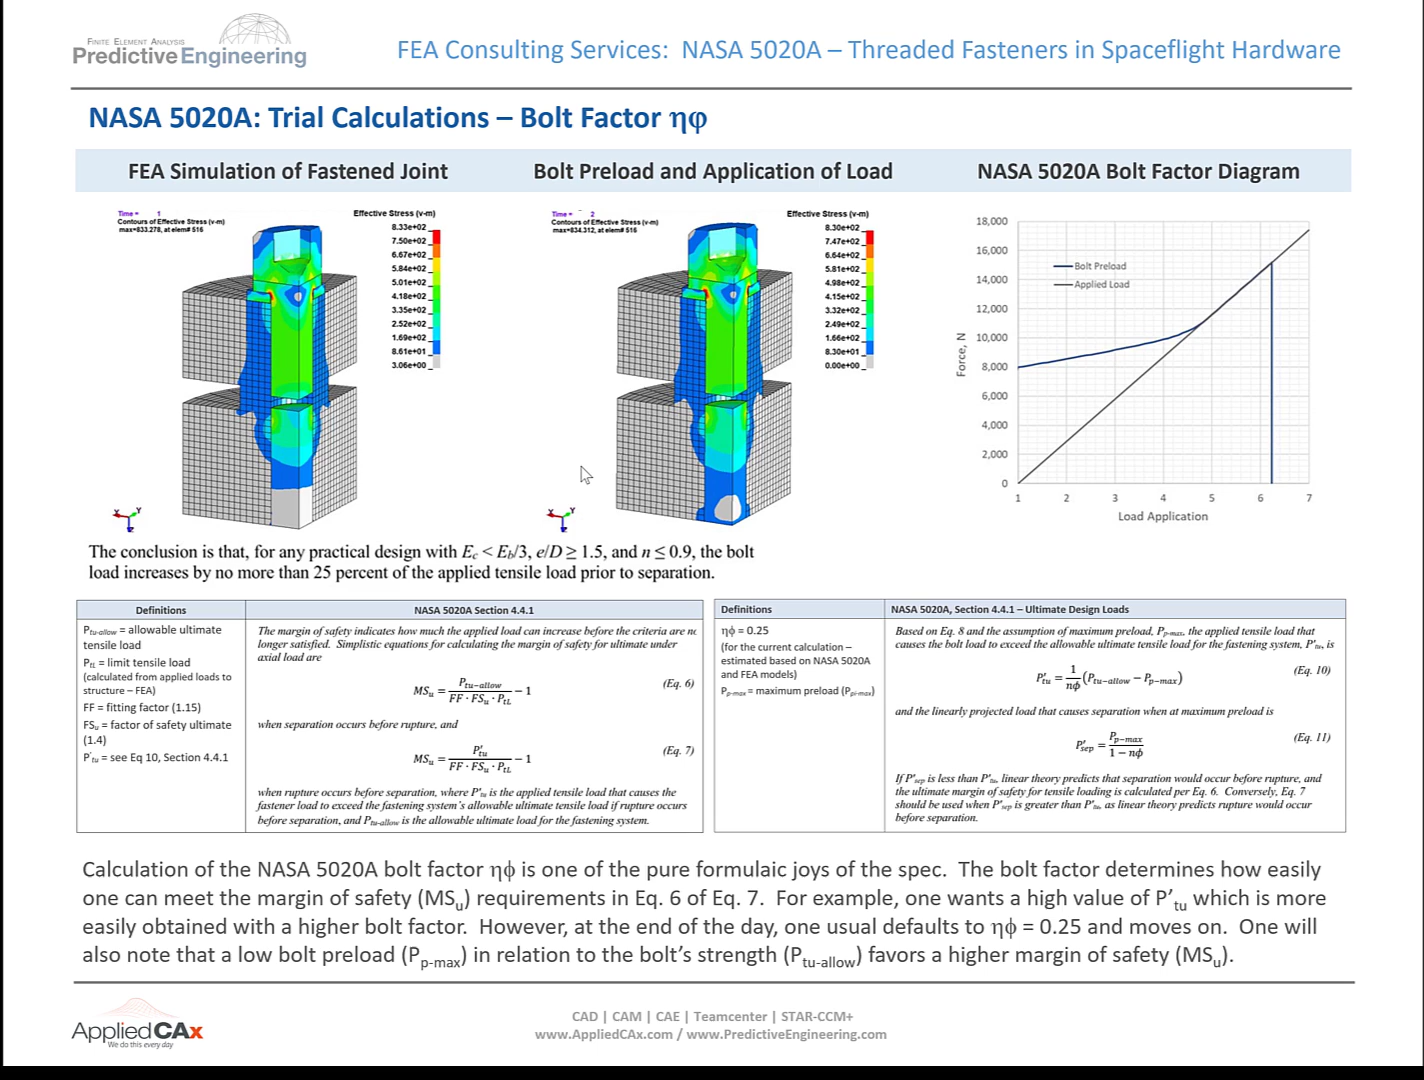 FINITE ELEMENT ANALYSIS
PredictiveEngineering
FEA Consulting Services:  NASA 5020A – Threaded Fasteners in Spaceflight Hardware
NASA 5020A: Trial Calculations – Bolt Factor ηφ
FEA Simulation of Fastened Joint
Bolt Preload and Application of Load
NASA 5020A Bolt Factor Diagram
Time =    1
Contours of Effective Stress (v-m)
max=833.278, at elem# 516
Effective Stress (v-m)
8.33e+02
7.50e+02
6.67e+02
5.84e+02
5.01e+02
4.18e+02
3.35e+02
2.52e+02
1.69e+02
8.61e+01
3.06e+00
X
Y
Z
Time =    2
Contours of Effective Stress (v-m)
max=834.312, at elem# 516
Effective Stress (v-m)
8.30e+02
7.47e+02
6.64e+02
5.81e+02
4.98e+02
4.15e+02
3.32e+02
2.49e+02
1.66e+02
8.30e+01
0.00e+00
X
Y
Z
18,000
16,000
14,000
12,000
10,000
8,000
6,000
4,000
2,000
0
Force, N
Bolt Preload
Applied Load
1 2 3 4 5 6 7
Load Application
The conclusion is that, for any practical design with E_c < E_b/3, e/D ≥ 1.5, and n ≤ 0.9, the bolt
load increases by no more than 25 percent of the applied tensile load prior to separation.
Definitions
P_tu-allow = allowable ultimate
tensile load
P_tL = limit tensile load
(calculated from applied loads to
structure – FEA)
FF = fitting factor (1.15)
FS_u = factor of safety ultimate
(1.4)
P'_tu = see Eq 10, Section 4.4.1
NASA 5020A Section 4.4.1
The margin of safety indicates how much the applied load can increase before the criteria are no
longer satisfied.  Simplistic equations for calculating the margin of safety for ultimate under
axial load are
MS_u = P_tu-allow / (FF · FS_u · P_tL) − 1 (Eq. 6)
when separation occurs before rupture, and
MS_u = P'_tu / (FF · FS_u · P_tL) − 1 (Eq. 7)
when rupture occurs before separation, where P'_tu is the applied tensile load that causes the
fastener load to exceed the fastening system's allowable ultimate tensile load if rupture occurs
before separation, and P_tu-allow is the allowable ultimate load for the fastening system.
Definitions
ηϕ = 0.25
(for the current calculation –
estimated based on NASA 5020A
and FEA models)
P_p-max = maximum preload (P_pi-max)
NASA 5020A, Section 4.4.1 – Ultimate Design Loads
Based on Eq. 8 and the assumption of maximum preload, P_p-max, the applied tensile load that
causes the bolt load to exceed the allowable ultimate tensile load for the fastening system, P'_tu, is
P'_tu = 1/(nϕ) (P_tu-allow − P_p-max) (Eq. 10)
and the linearly projected load that causes separation when at maximum preload is
P'_sep = P_p-max / (1 − nϕ) (Eq. 11)
If P'_sep is less than P'_tu, linear theory predicts that separation would occur before rupture, and
the ultimate margin of safety for tensile loading is calculated per Eq. 6.  Conversely, Eq. 7
should be used when P'_sep is greater than P'_tu, as linear theory predicts rupture would occur
before separation.
Calculation of the NASA 5020A bolt factor ηϕ is one of the pure formulaic joys of the spec.  The bolt factor determines how easily
one can meet the margin of safety (MS_u) requirements in Eq. 6 of Eq. 7.  For example, one wants a high value of P'_tu which is more
easily obtained with a higher bolt factor.  However, at the end of the day, one usual defaults to ηϕ = 0.25 and moves on.  One will
also note that a low bolt preload (P_p-max) in relation to the bolt's strength (P_tu-allow) favors a higher margin of safety (MS_u).
AppliedCAx
We do this every day
CAD | CAM | CAE | Teamcenter | STAR-CCM+
www.AppliedCAx.com / www.PredictiveEngineering.com